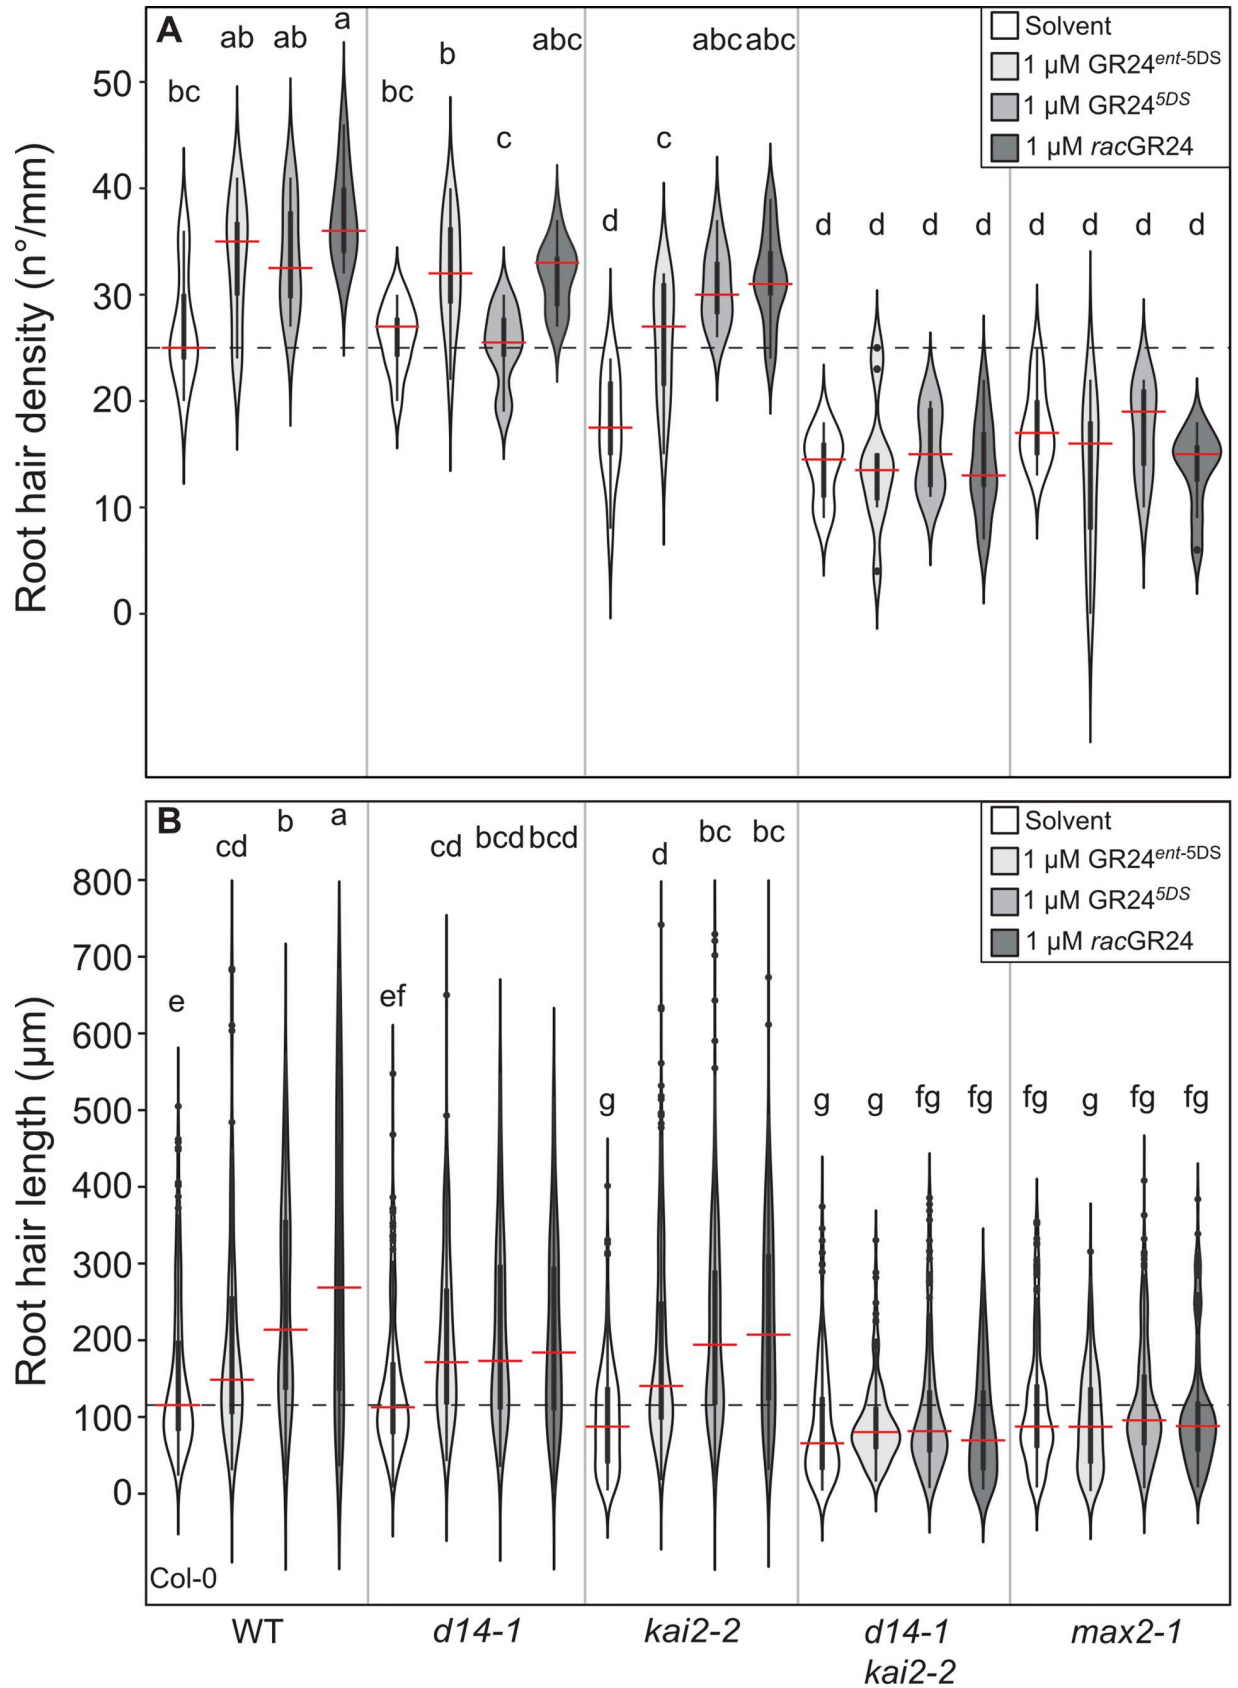 A
Solvent
1 µM GR24ent-5DS
1 µM GR245DS
1 µM racGR24
bc ab ab a bc b c abc d c abc abc d d d d d d d d
Root hair density (n°/mm)
50
40
30
20
10
0
B
Solvent
1 µM GR24ent-5DS
1 µM GR245DS
1 µM racGR24
e cd b a ef cd bcd bcd g d bc bc g g fg fg fg g fg fg
Root hair length (µm)
800
700
600
500
400
300
200
100
0
Col-0
WT d14-1 kai2-2 d14-1 max2-1
kai2-2